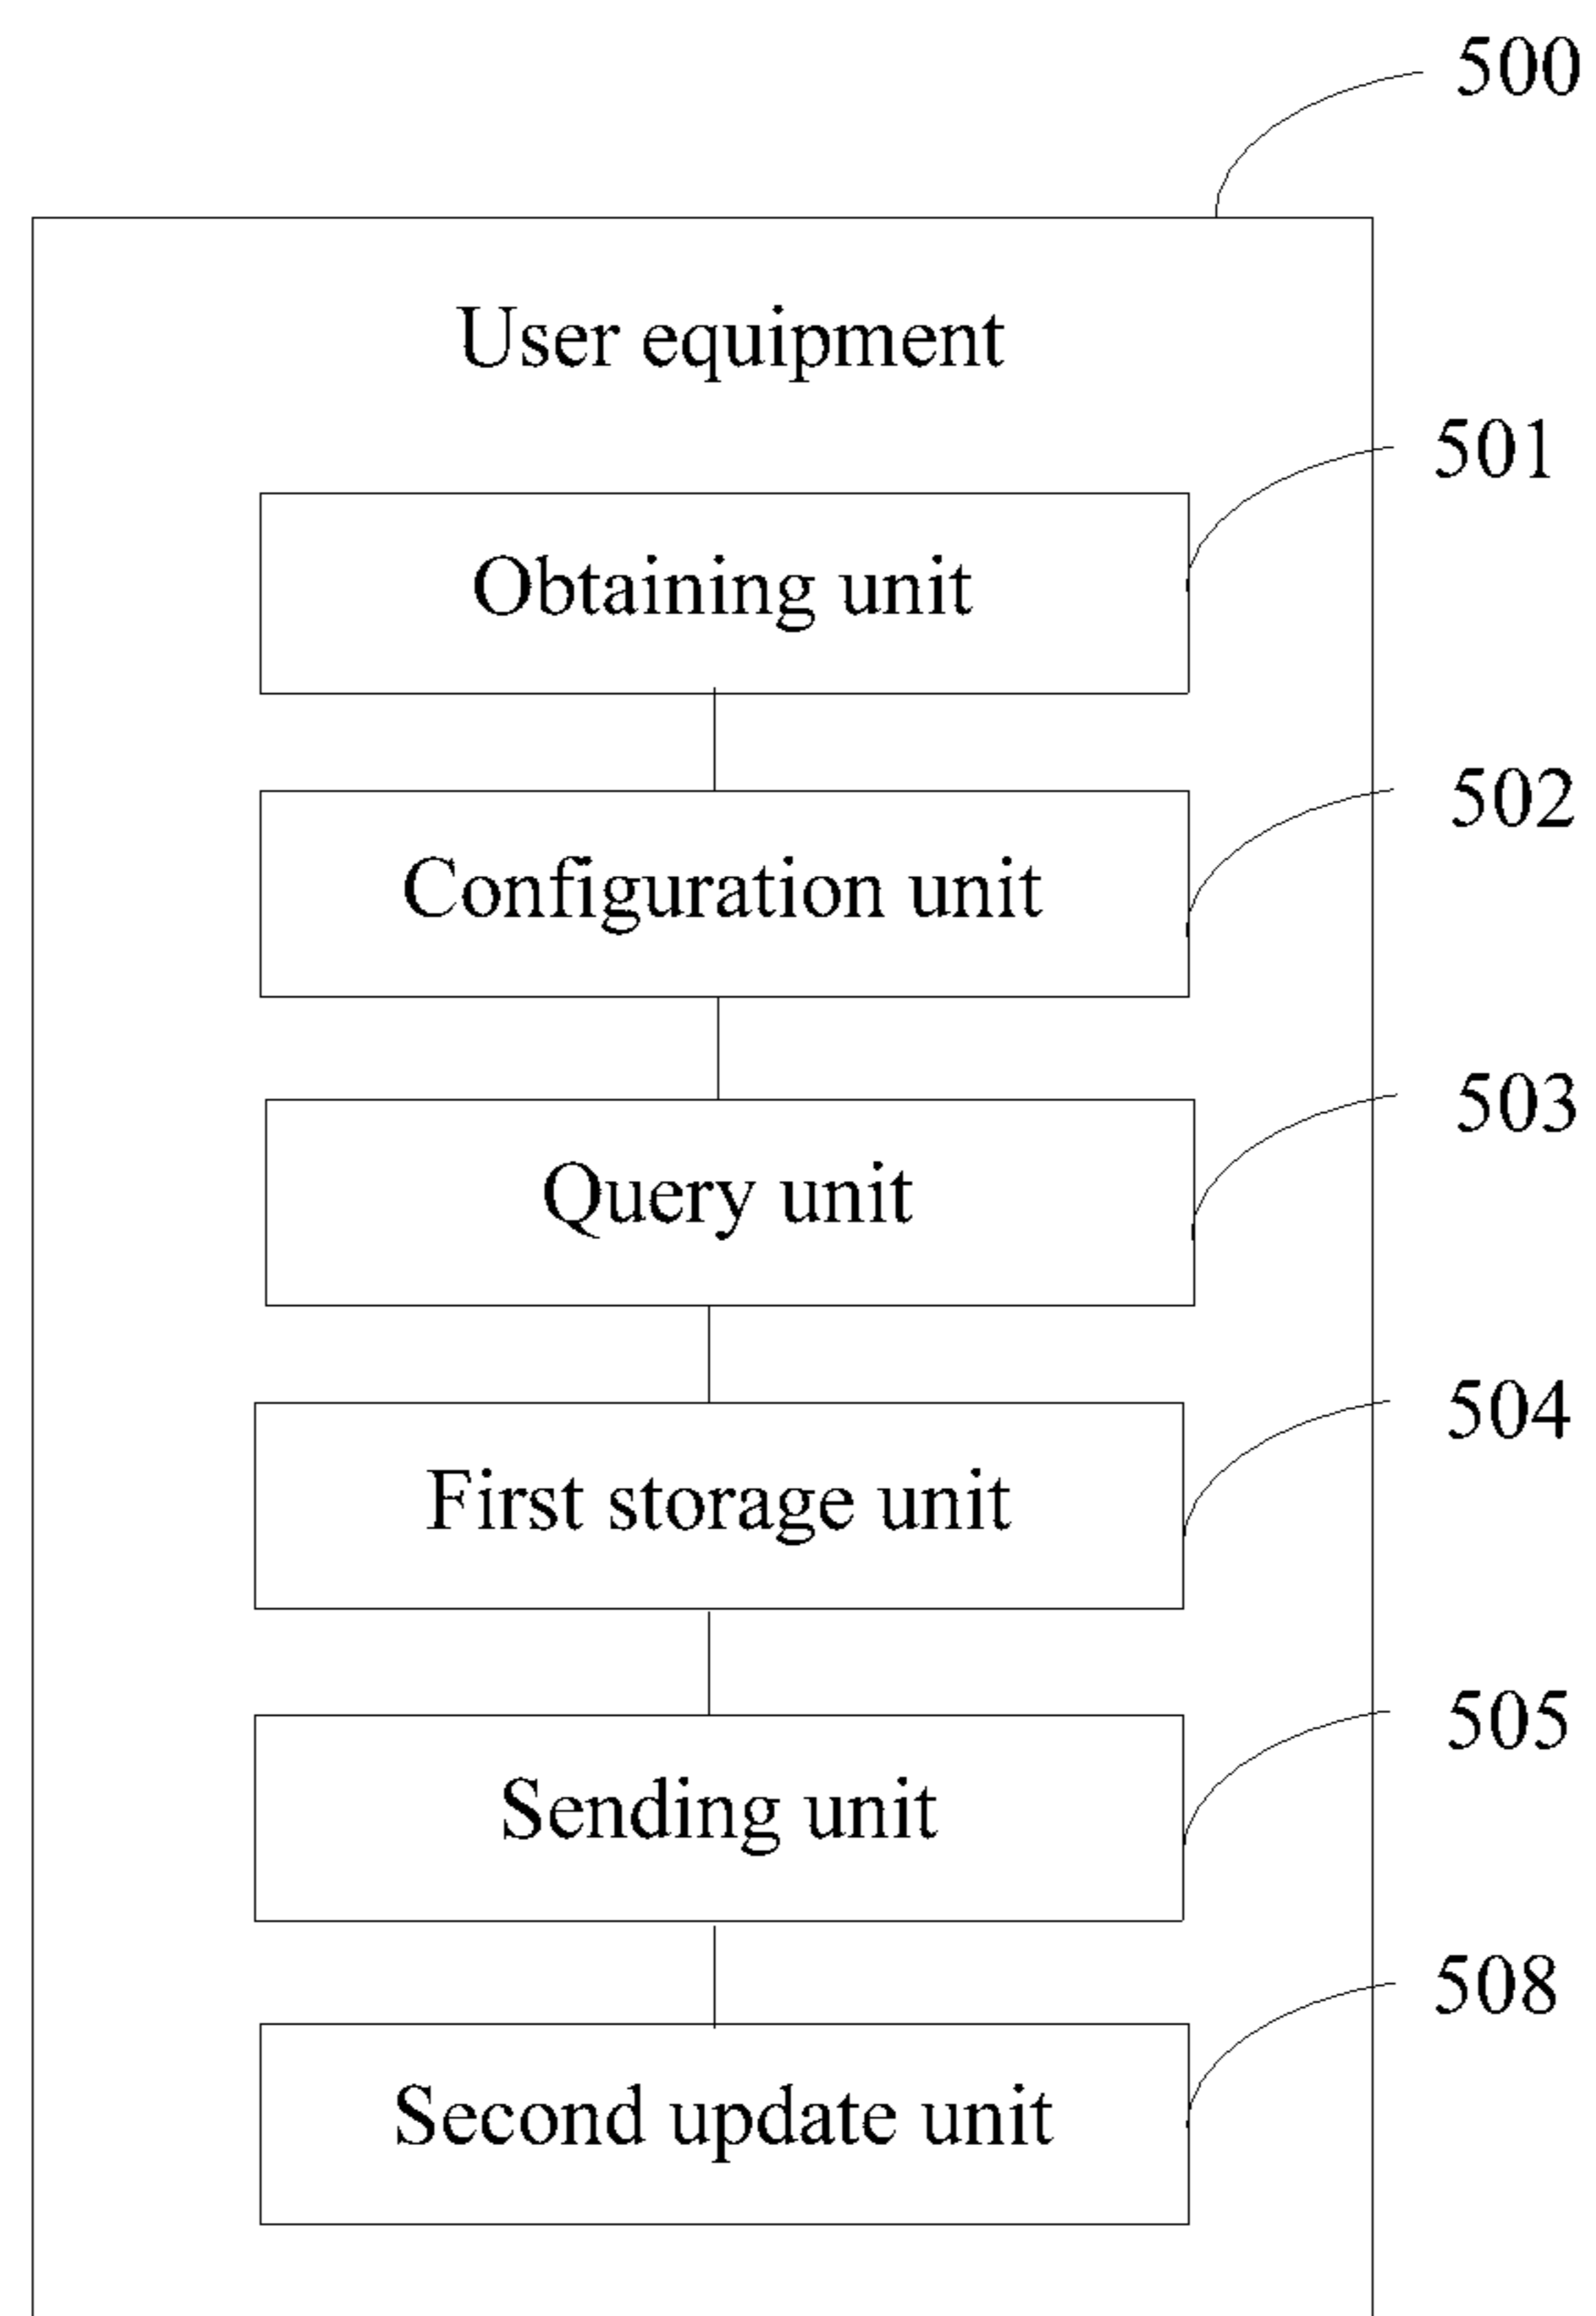 500
User equipment
501
Obtaining unit
502
Configuration unit
503
Query unit
504
First storage unit
505
Sending unit
508
Second update unit